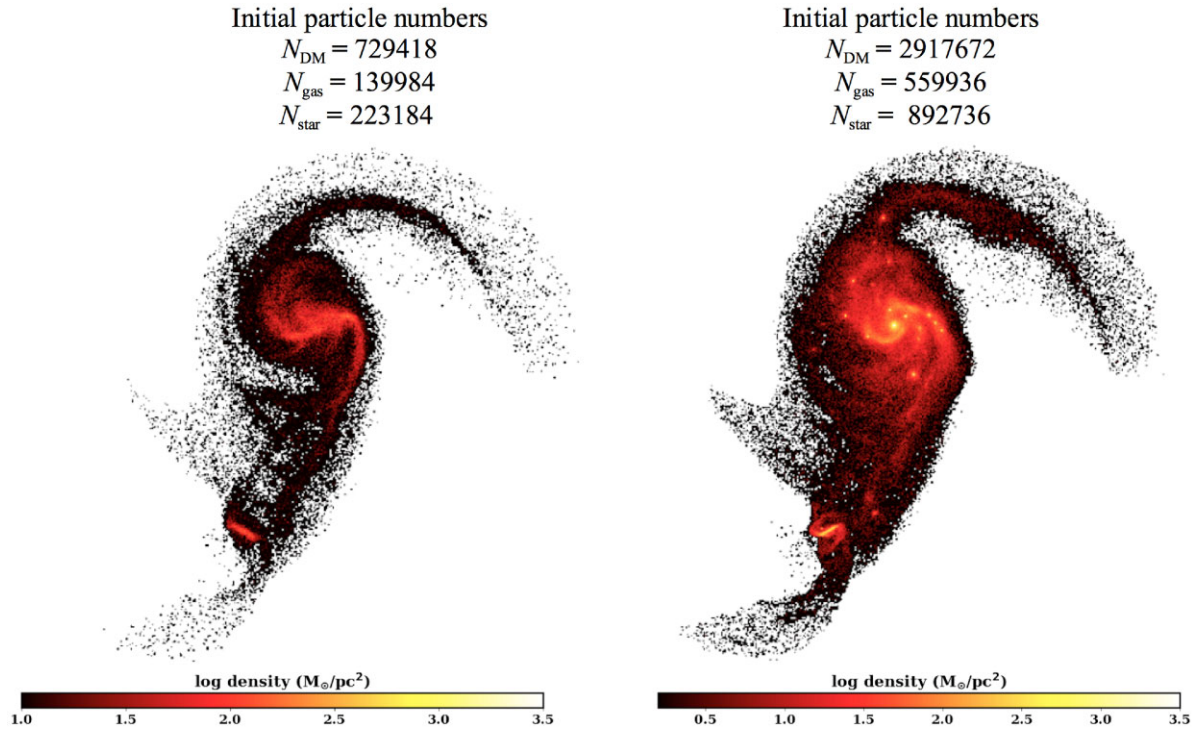 Initial particle numbers
N_DM = 729418
N_gas = 139984
N_star = 223184
Initial particle numbers
N_DM = 2917672
N_gas = 559936
N_star = 892736
log density (M⊙/pc²)
1.0 1.5 2.0 2.5 3.0 3.5
log density (M⊙/pc²)
0.5 1.0 1.5 2.0 2.5 3.0 3.5